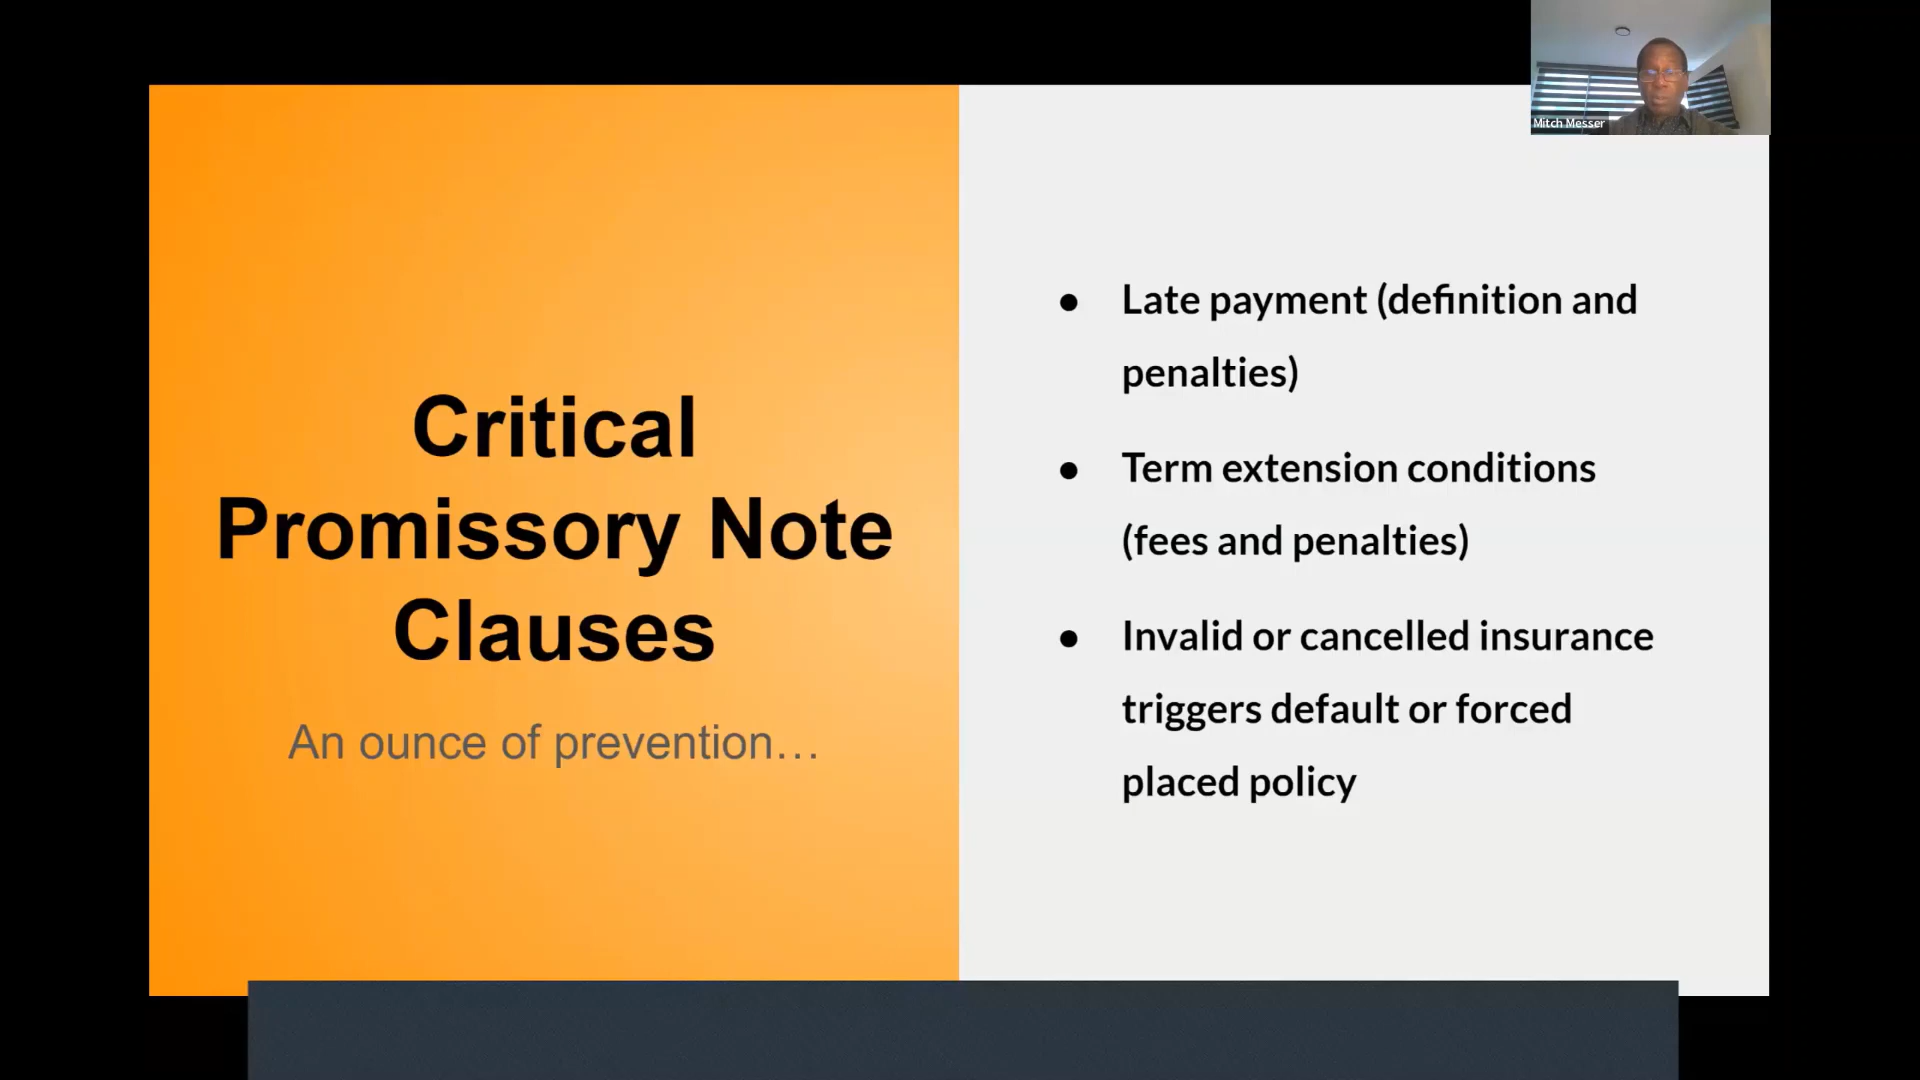 Mitch Messer
Critical
Promissory Note
Clauses
An ounce of prevention…
● Late payment (definition and
penalties)
● Term extension conditions
(fees and penalties)
● Invalid or cancelled insurance
triggers default or forced
placed policy